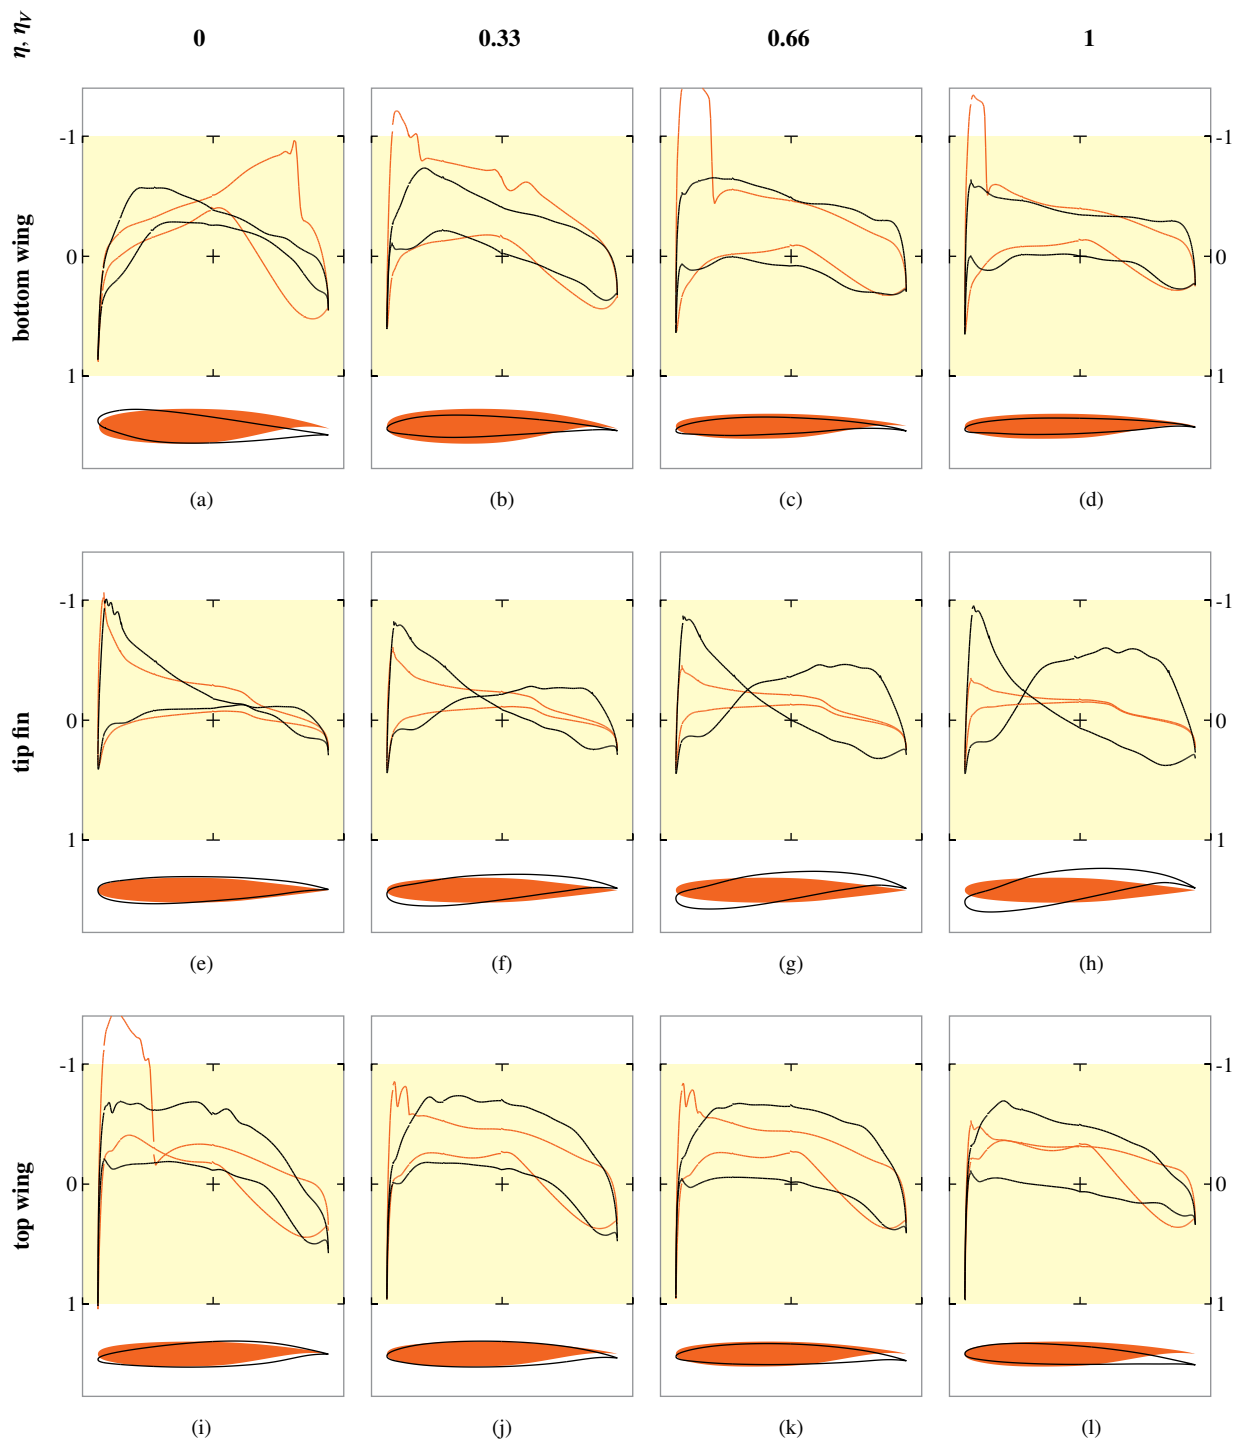 η, η_V 0 0.33 0.66 1
bottom wing
-1 -1
0 0
1 1
(a) (b) (c) (d)
tip fin
-1 -1
0 0
1 1
(e) (f) (g) (h)
top wing
-1 -1
0 0
1 1
(i) (j) (k) (l)